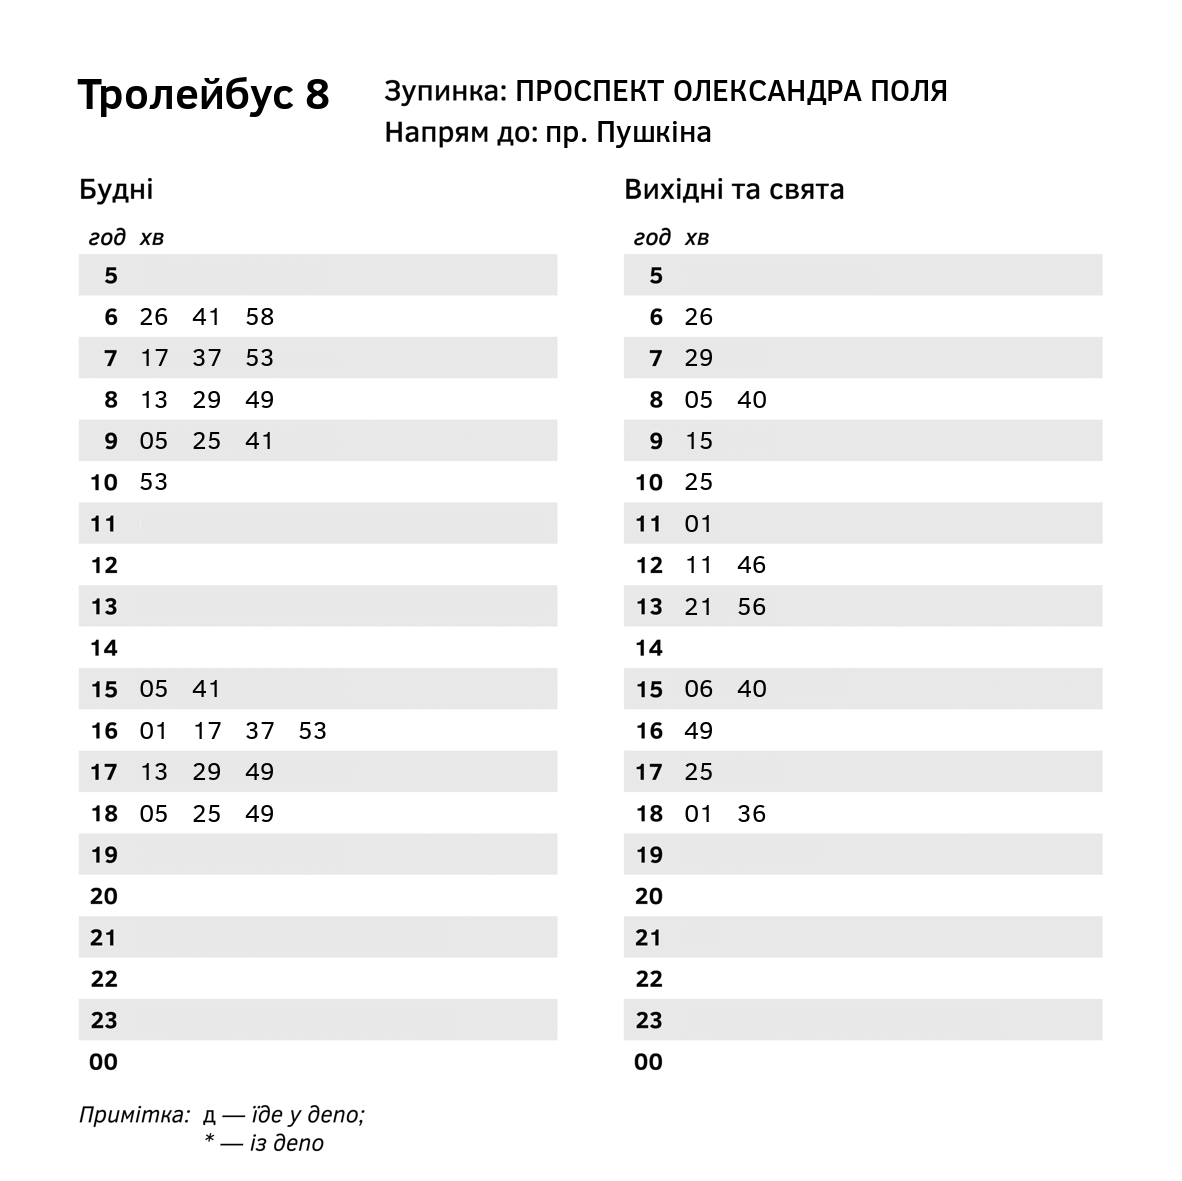 Тролейбус 8
Зупинка: ПРОСПЕКТ ОЛЕКСАНДРА ПОЛЯ
Напрям до: пр. Пушкіна
Будні
год хв
5
6 26 41 58
7 17 37 53
8 13 29 49
9 05 25 41
10 53
11
12
13
14
15 05 41
16 01 17 37 53
17 13 29 49
18 05 25 49
19
20
21
22
23
00
Вихідні та свята
год хв
5
6 26
7 29
8 05 40
9 15
10 25
11 01
12 11 46
13 21 56
14
15 06 40
16 49
17 25
18 01 36
19
20
21
22
23
00
Примітка: д — їде у депо;
* — із депо